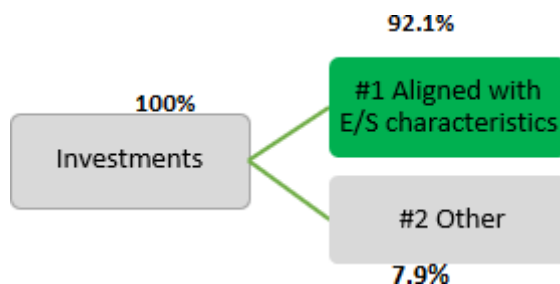 92.1%
#1 Aligned with
E/S characteristics
100%
Investments
#2 Other
7.9%